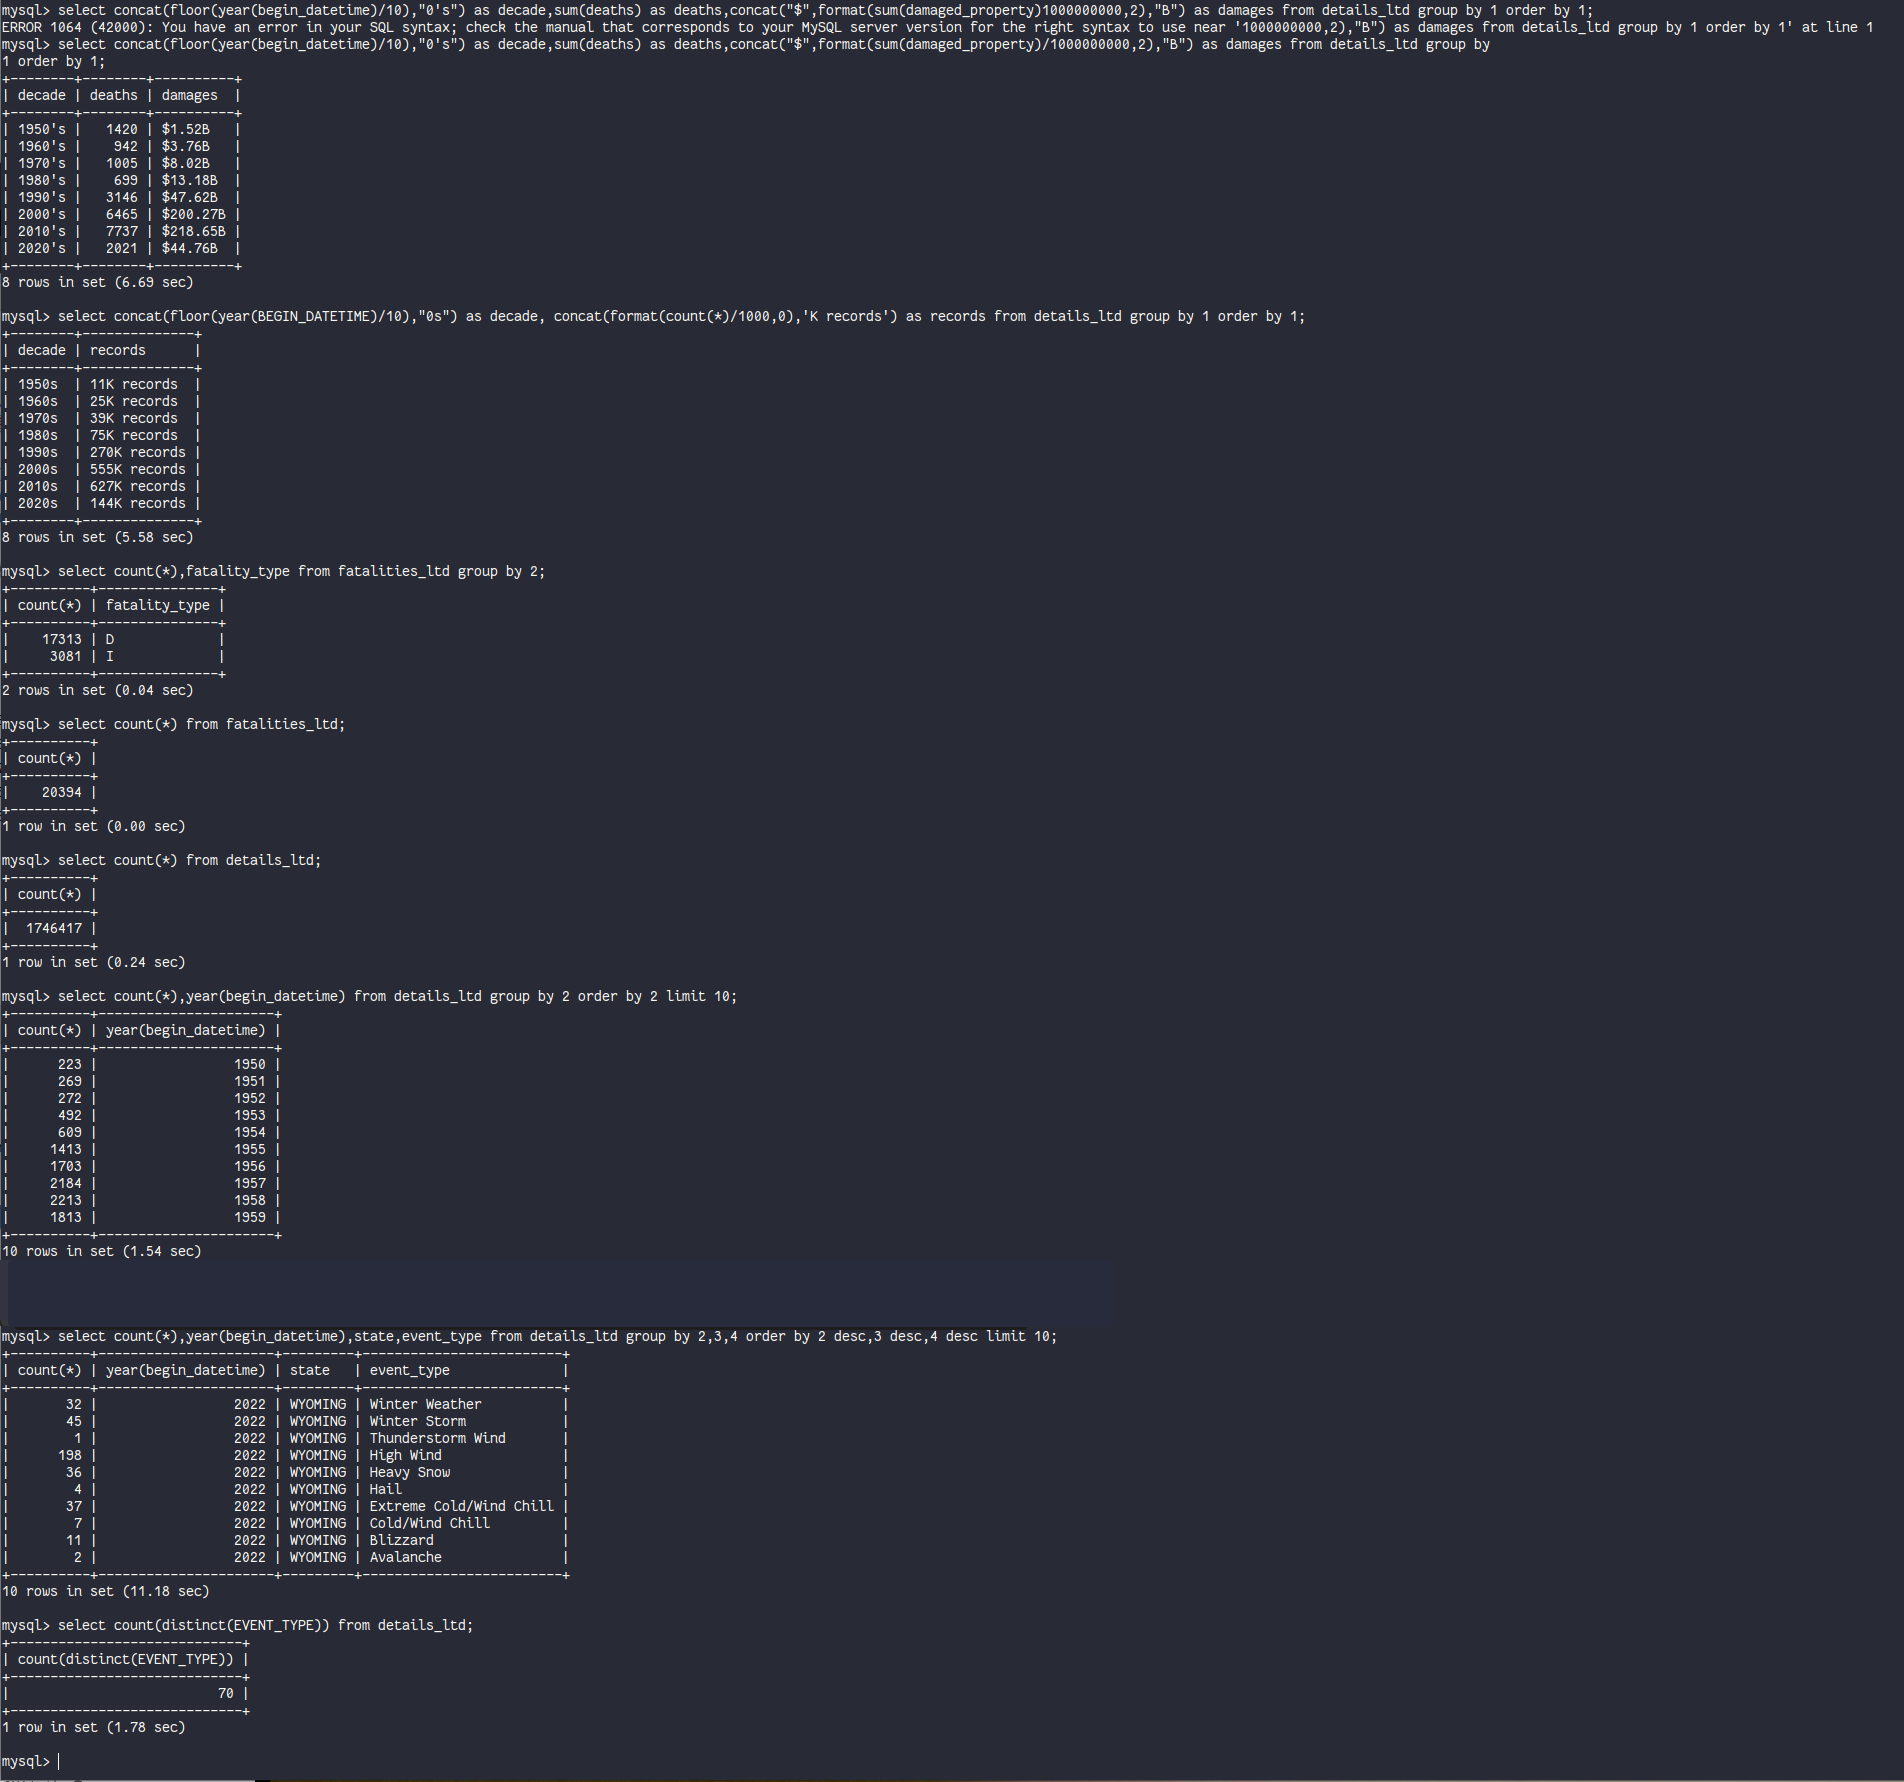 mysql> select concat(floor(year(begin_datetime)/10),"0's") as decade,sum(deaths) as deaths,concat("$",format(sum(damaged_property)1000000000,2),"B") as damages from details_ltd group by 1 order by 1;
ERROR 1064 (42000): You have an error in your SQL syntax; check the manual that corresponds to your MySQL server version for the right syntax to use near '1000000000,2),"B") as damages from details_ltd group by 1 order by 1' at line 1
mysql> select concat(floor(year(begin_datetime)/10),"0's") as decade,sum(deaths) as deaths,concat("$",format(sum(damaged_property)/1000000000,2),"B") as damages from details_ltd group by
1 order by 1;
+--------+--------+----------+
| decade | deaths | damages  |
+--------+--------+----------+
| 1950's |   1420 | $1.52B   |
| 1960's |    942 | $3.76B   |
| 1970's |   1005 | $8.02B   |
| 1980's |    699 | $13.18B  |
| 1990's |   3146 | $47.62B  |
| 2000's |   6465 | $200.27B |
| 2010's |   7737 | $218.65B |
| 2020's |   2021 | $44.76B  |
+--------+--------+----------+
8 rows in set (6.69 sec)
mysql> select concat(floor(year(BEGIN_DATETIME)/10),"0s") as decade, concat(format(count(*)/1000,0),'K records') as records from details_ltd group by 1 order by 1;
+--------+--------------+
| decade | records      |
+--------+--------------+
| 1950s  | 11K records  |
| 1960s  | 25K records  |
| 1970s  | 39K records  |
| 1980s  | 75K records  |
| 1990s  | 270K records |
| 2000s  | 555K records |
| 2010s  | 627K records |
| 2020s  | 144K records |
+--------+--------------+
8 rows in set (5.58 sec)
mysql> select count(*),fatality_type from fatalities_ltd group by 2;
+----------+---------------+
| count(*) | fatality_type |
+----------+---------------+
|    17313 | D             |
|     3081 | I             |
+----------+---------------+
2 rows in set (0.04 sec)
mysql> select count(*) from fatalities_ltd;
+----------+
| count(*) |
+----------+
|    20394 |
+----------+
1 row in set (0.00 sec)
mysql> select count(*) from details_ltd;
+----------+
| count(*) |
+----------+
|  1746417 |
+----------+
1 row in set (0.24 sec)
mysql> select count(*),year(begin_datetime) from details_ltd group by 2 order by 2 limit 10;
+----------+----------------------+
| count(*) | year(begin_datetime) |
+----------+----------------------+
|      223 |                 1950 |
|      269 |                 1951 |
|      272 |                 1952 |
|      492 |                 1953 |
|      609 |                 1954 |
|     1413 |                 1955 |
|     1703 |                 1956 |
|     2184 |                 1957 |
|     2213 |                 1958 |
|     1813 |                 1959 |
+----------+----------------------+
10 rows in set (1.54 sec)
mysql> select count(*),year(begin_datetime),state,event_type from details_ltd group by 2,3,4 order by 2 desc,3 desc,4 desc limit 10;
+----------+----------------------+---------+-------------------------+
| count(*) | year(begin_datetime) | state   | event_type              |
+----------+----------------------+---------+-------------------------+
|       32 |                 2022 | WYOMING | Winter Weather          |
|       45 |                 2022 | WYOMING | Winter Storm            |
|        1 |                 2022 | WYOMING | Thunderstorm Wind       |
|      198 |                 2022 | WYOMING | High Wind               |
|       36 |                 2022 | WYOMING | Heavy Snow              |
|        4 |                 2022 | WYOMING | Hail                    |
|       37 |                 2022 | WYOMING | Extreme Cold/Wind Chill |
|        7 |                 2022 | WYOMING | Cold/Wind Chill         |
|       11 |                 2022 | WYOMING | Blizzard                |
|        2 |                 2022 | WYOMING | Avalanche               |
+----------+----------------------+---------+-------------------------+
10 rows in set (11.18 sec)
mysql> select count(distinct(EVENT_TYPE)) from details_ltd;
+-----------------------------+
| count(distinct(EVENT_TYPE)) |
+-----------------------------+
|                          70 |
+-----------------------------+
1 row in set (1.78 sec)
mysql>